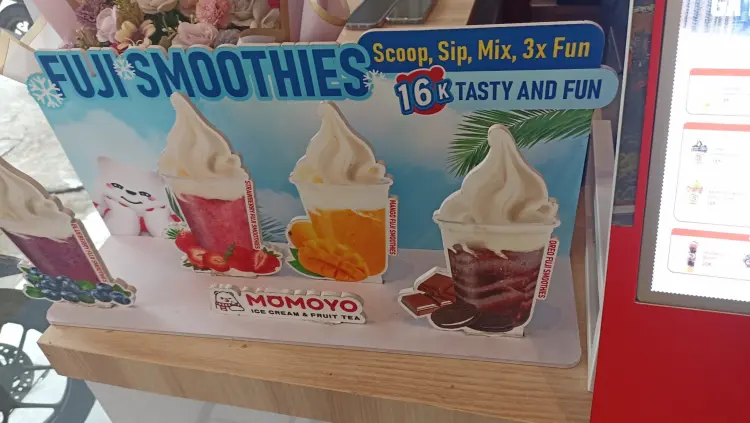 FUJI SMOOTHIES
Scoop, Sip, Mix, 3x Fun
16K TASTY AND FUN
STRAWBERRY FUJI SMOOTHIES
MANGO FUJI SMOOTHIES
OREO FUJI SMOOTHIES
MOMOYO
ICE CREAM & FRUIT TEA